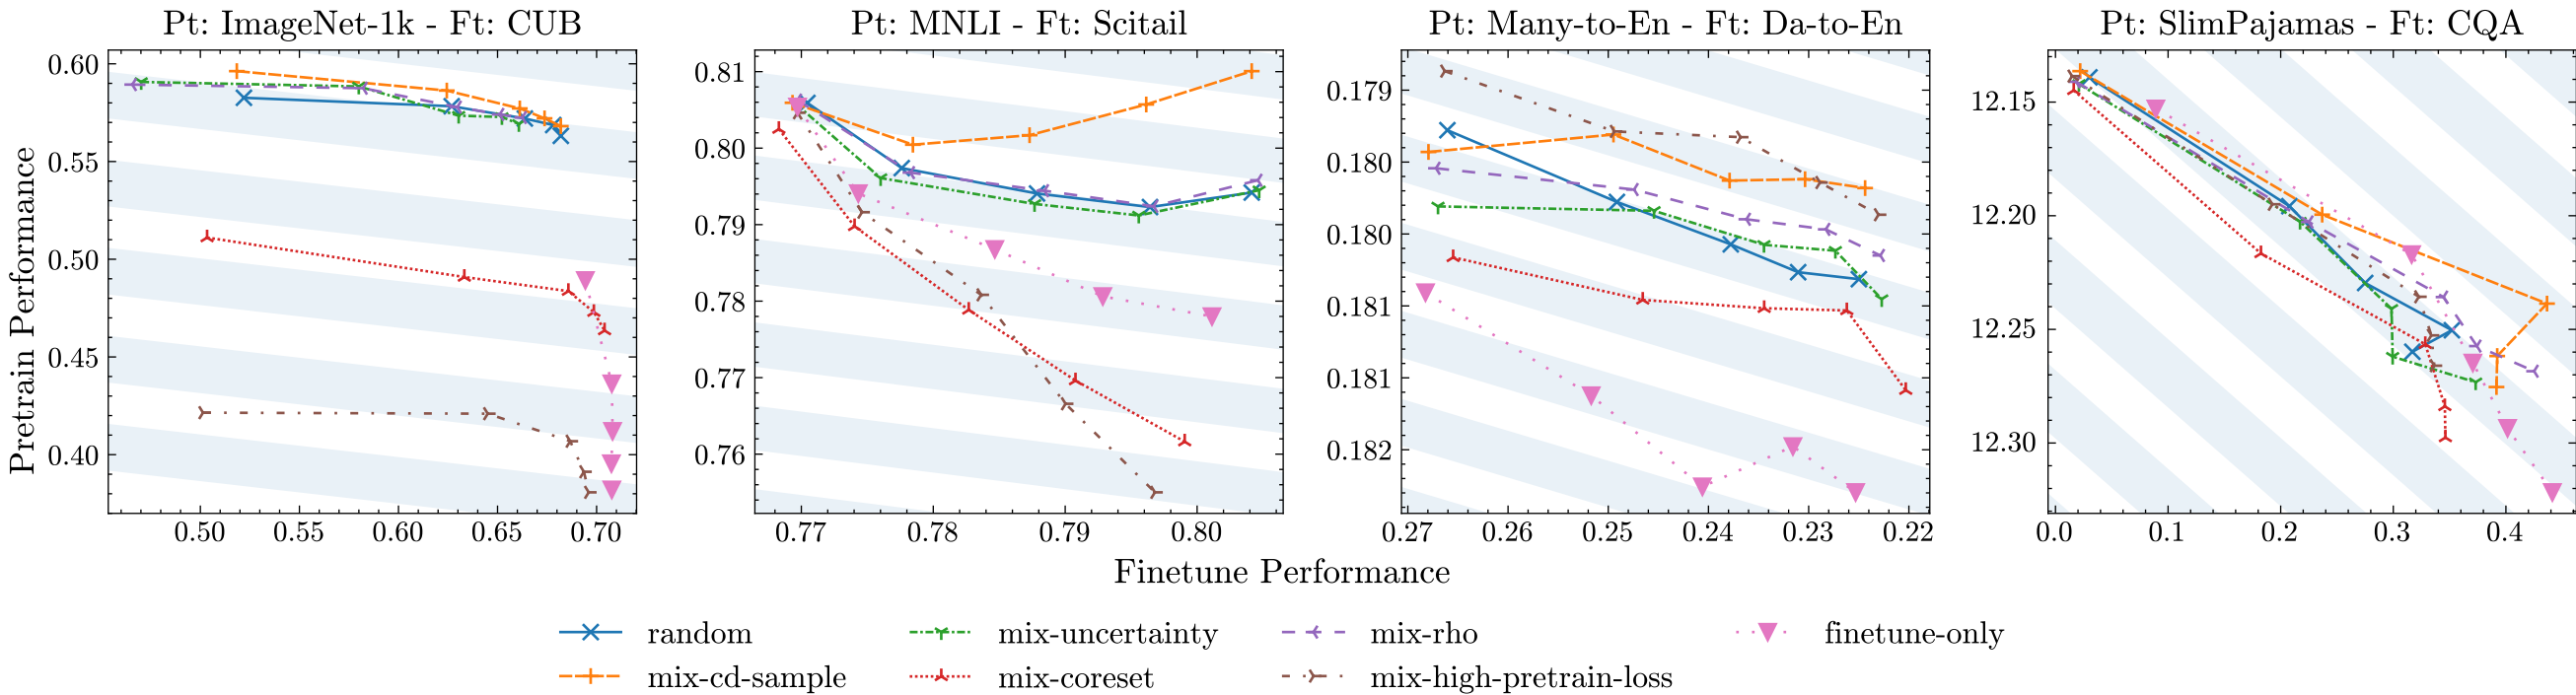 Pt: ImageNet-1k - Ft: CUB
Pt: MNLI - Ft: Scitail
Pt: Many-to-En - Ft: Da-to-En
Pt: SlimPajamas - Ft: CQA
Pretrain Performance
0.60
0.55
0.50
0.45
0.40
0.50 0.55 0.60 0.65 0.70
0.81
0.80
0.79
0.78
0.77
0.76
0.77 0.78 0.79 0.80
0.179
0.180
0.180
0.181
0.181
0.182
0.27 0.26 0.25 0.24 0.23 0.22
12.15
12.20
12.25
12.30
0.0 0.1 0.2 0.3 0.4
Finetune Performance
random
mix-cd-sample
mix-uncertainty
mix-coreset
mix-rho
mix-high-pretrain-loss
finetune-only